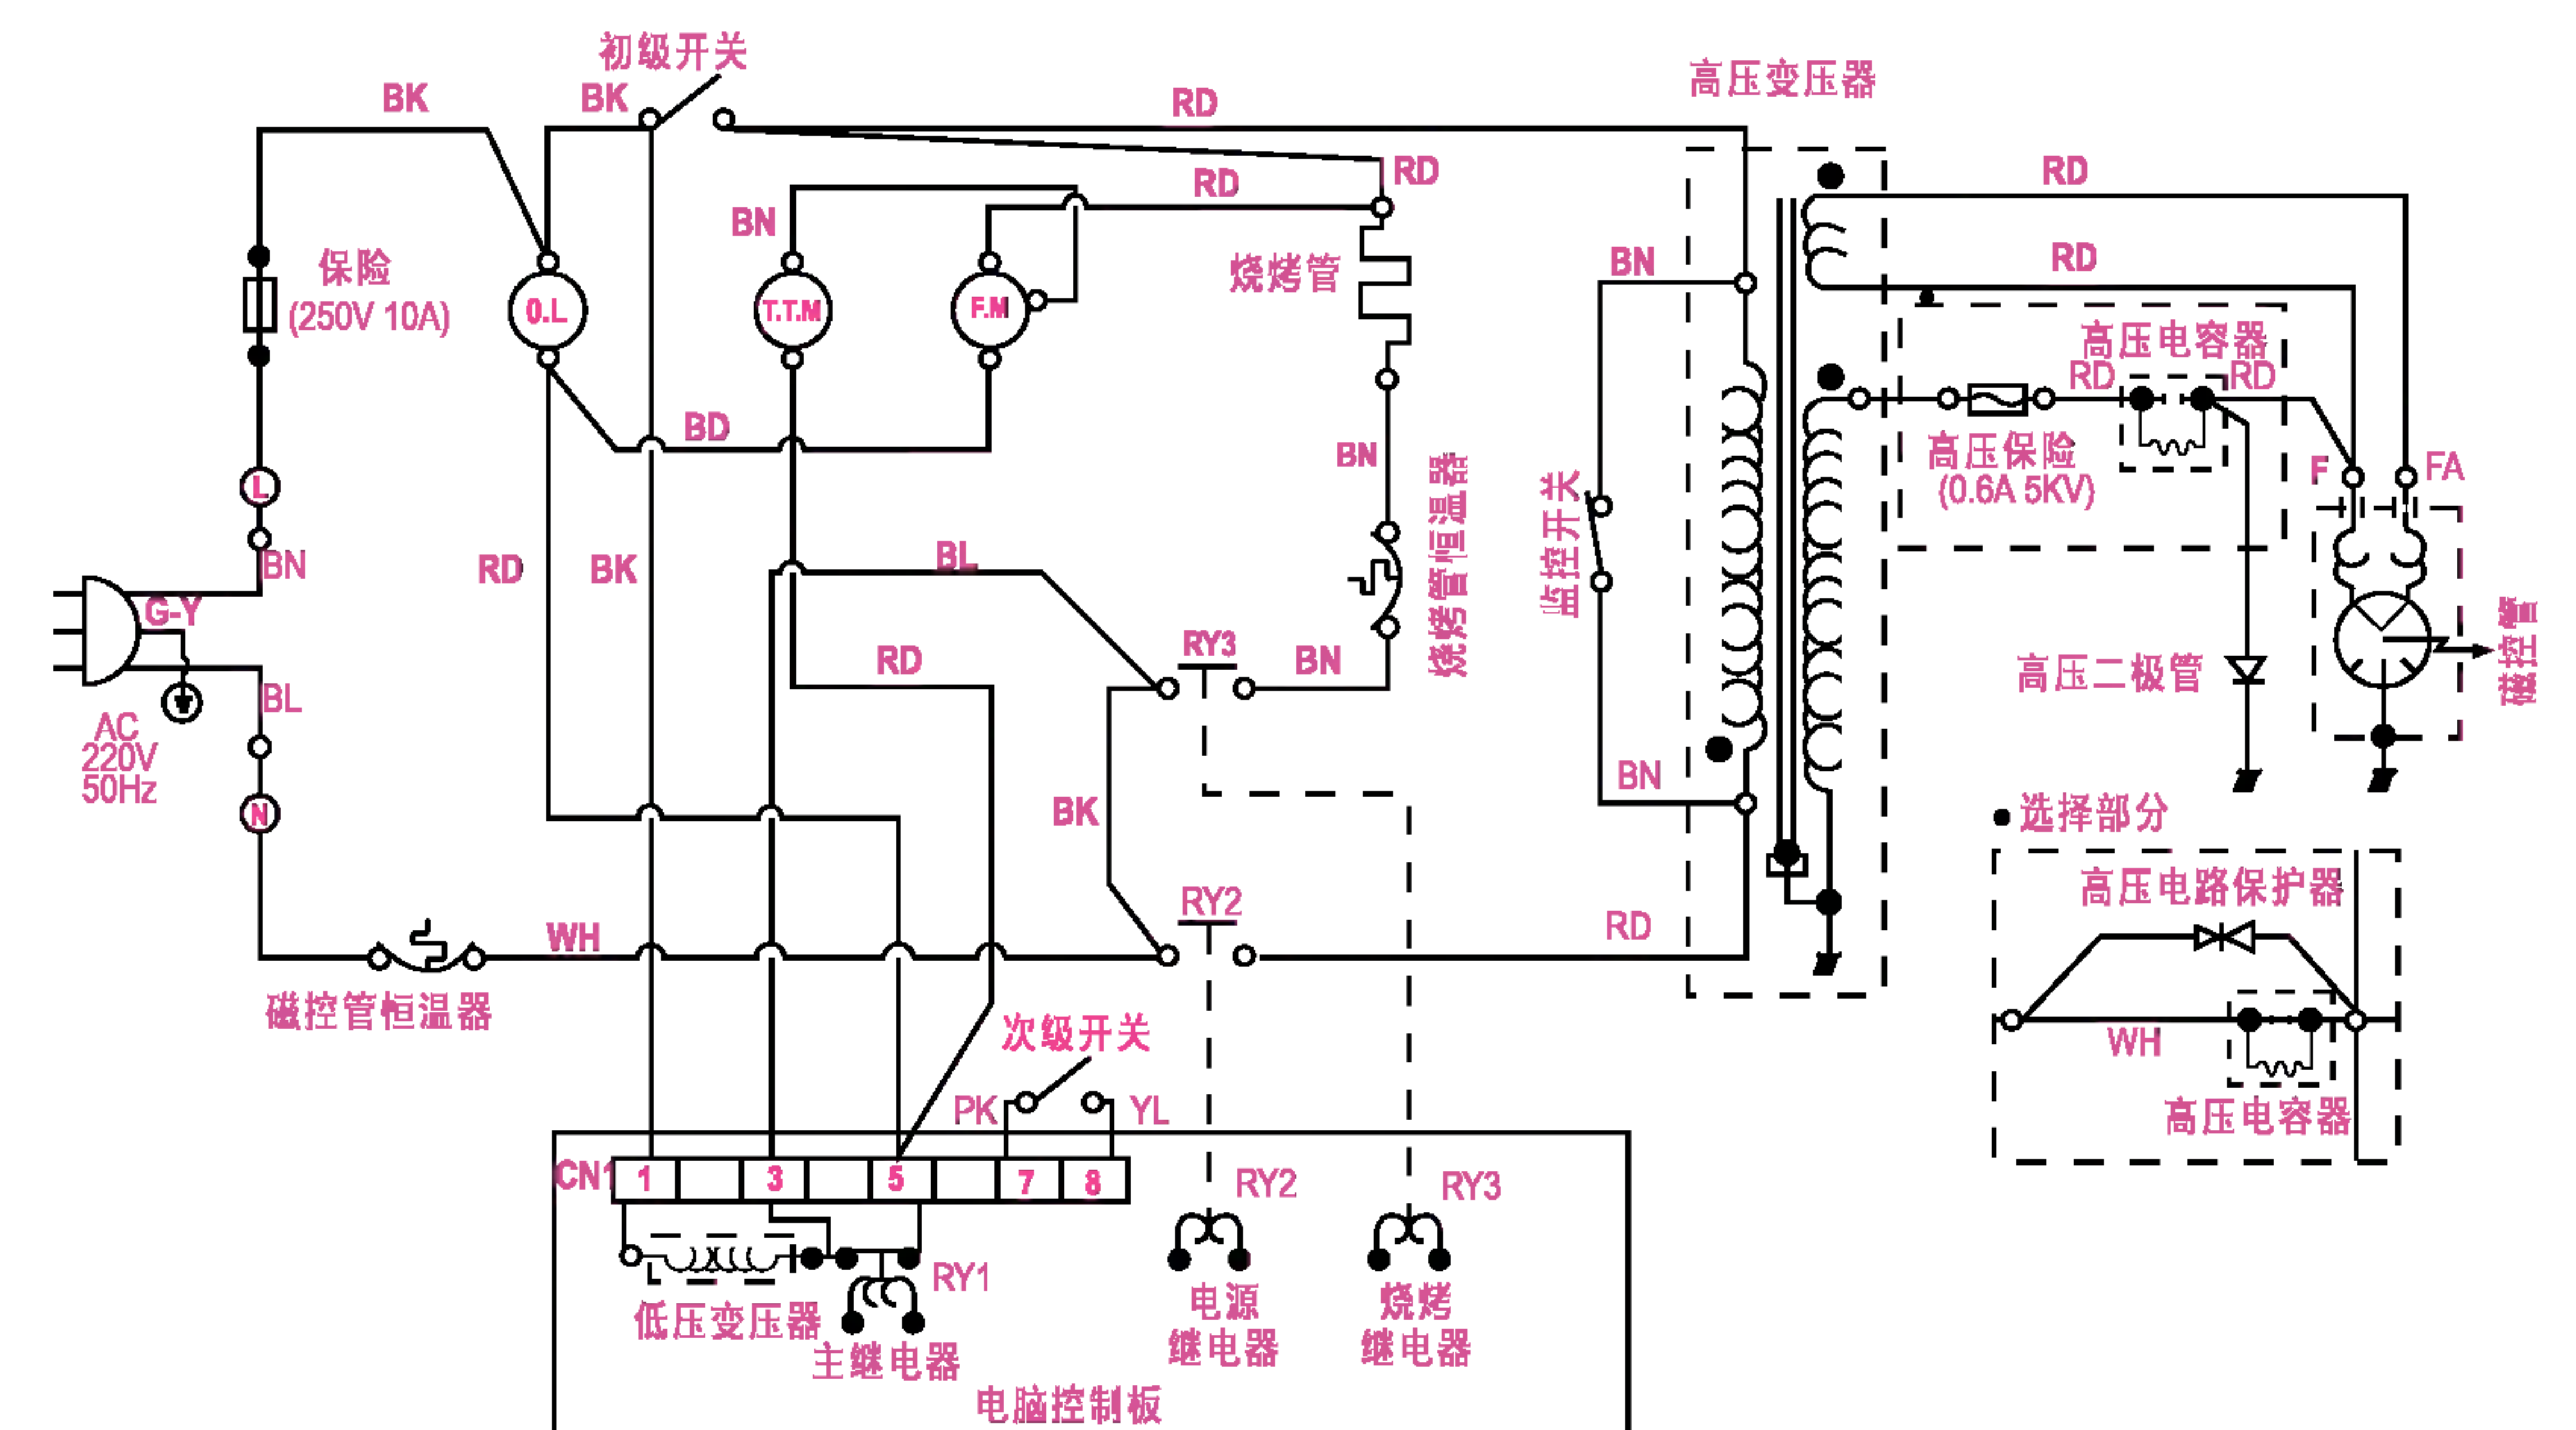 初级开关
高压变压器
BK
BK
RD
RD
RD
RD
BN
RD
保险
(250V 10A)
0.L
T.T.M
F.M
烧烤管
BN
高压电容器
RD
RD
BD
BN
烧烤管恒温器
监控开关
高压保险
(0.6A 5KV)
F
FA
L
BN
RD
BK
BL
G-Y
RY3
BN
RD
BL
AC
220V
50Hz
高压二极管
磁控管
N
BK
BN
选择部分
高压电路保护器
RY2
RD
WH
磁控管恒温器
次级开关
WH
PK
YL
高压电容器
CN1
1
3
5
7
8
RY2
RY3
RY1
低压变压器
主继电器
电源
继电器
烧烤
继电器
电脑控制板